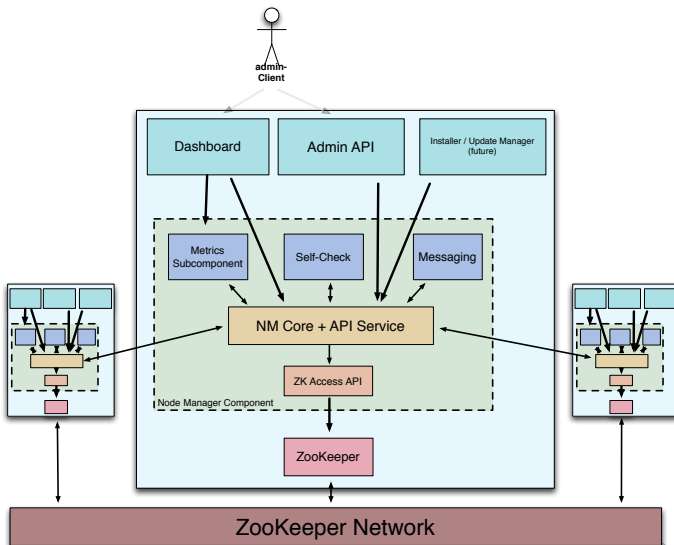 admin-
Client
Dashboard
Admin API
Installer / Update Manager
(future)
Metrics
Subcomponent
Self-Check
Messaging
NM Core + API Service
ZK Access API
Node Manager Component
ZooKeeper
ZooKeeper Network